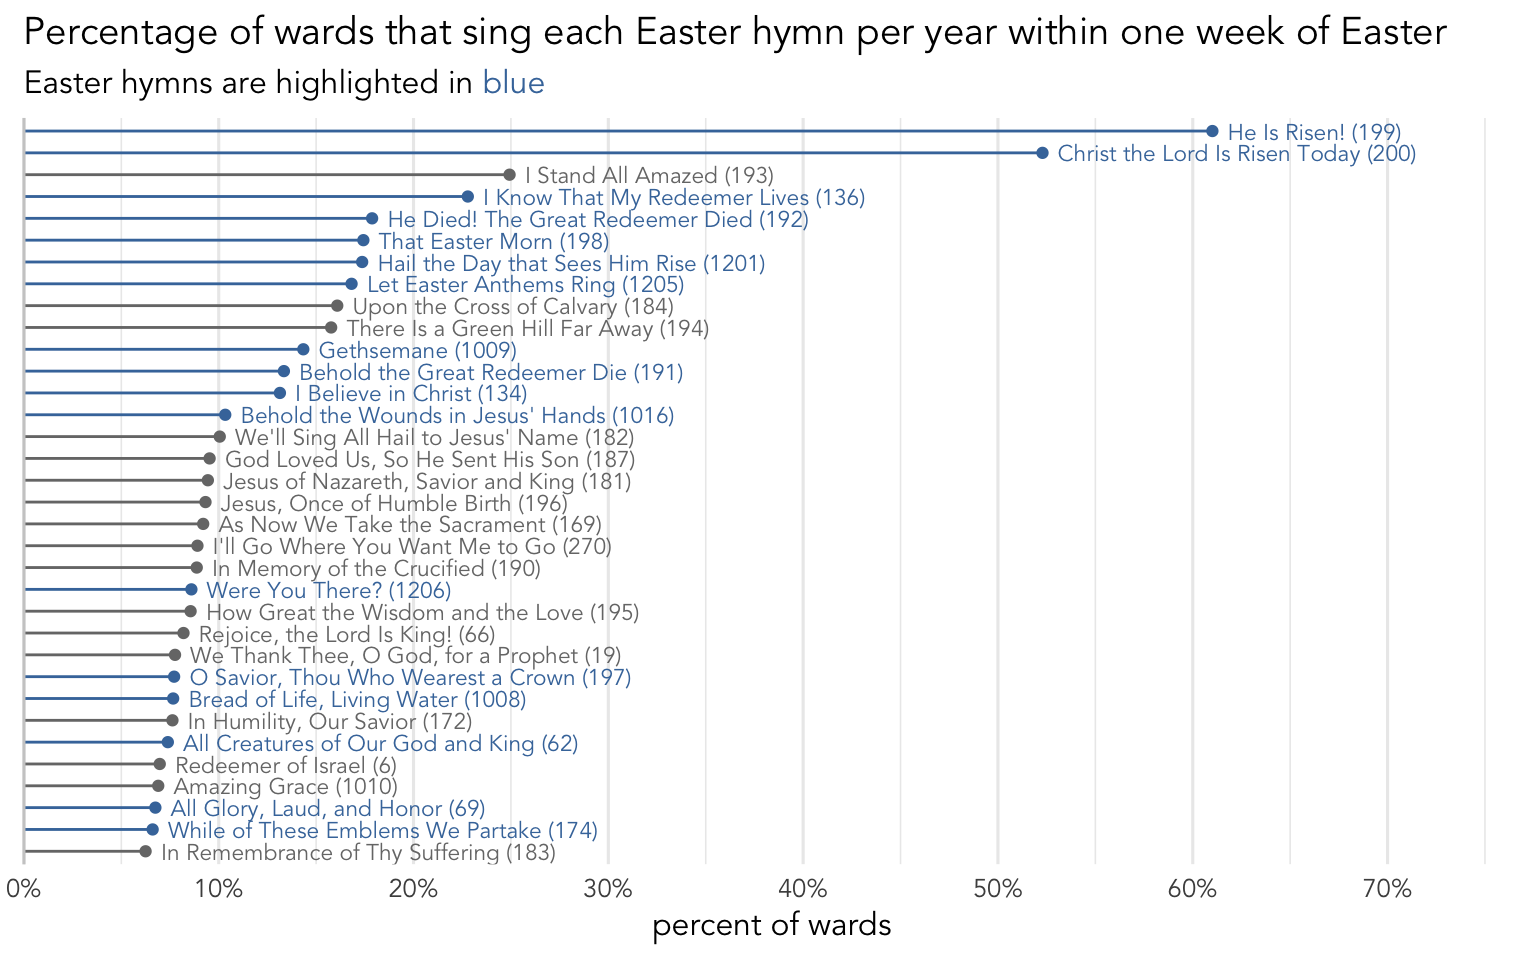 Percentage of wards that sing each Easter hymn per year within one week of Easter
Easter hymns are highlighted in blue
He Is Risen! (199)
Christ the Lord Is Risen Today (200)
I Stand All Amazed (193)
I Know That My Redeemer Lives (136)
He Died! The Great Redeemer Died (192)
That Easter Morn (198)
Hail the Day that Sees Him Rise (1201)
Let Easter Anthems Ring (1205)
Upon the Cross of Calvary (184)
There Is a Green Hill Far Away (194)
Gethsemane (1009)
Behold the Great Redeemer Die (191)
I Believe in Christ (134)
Behold the Wounds in Jesus' Hands (1016)
We'll Sing All Hail to Jesus' Name (182)
God Loved Us, So He Sent His Son (187)
Jesus of Nazareth, Savior and King (181)
Jesus, Once of Humble Birth (196)
As Now We Take the Sacrament (169)
I'll Go Where You Want Me to Go (270)
In Memory of the Crucified (190)
Were You There? (1206)
How Great the Wisdom and the Love (195)
Rejoice, the Lord Is King! (66)
We Thank Thee, O God, for a Prophet (19)
O Savior, Thou Who Wearest a Crown (197)
Bread of Life, Living Water (1008)
In Humility, Our Savior (172)
All Creatures of Our God and King (62)
Redeemer of Israel (6)
Amazing Grace (1010)
All Glory, Laud, and Honor (69)
While of These Emblems We Partake (174)
In Remembrance of Thy Suffering (183)
0% 10% 20% 30% 40% 50% 60% 70%
percent of wards